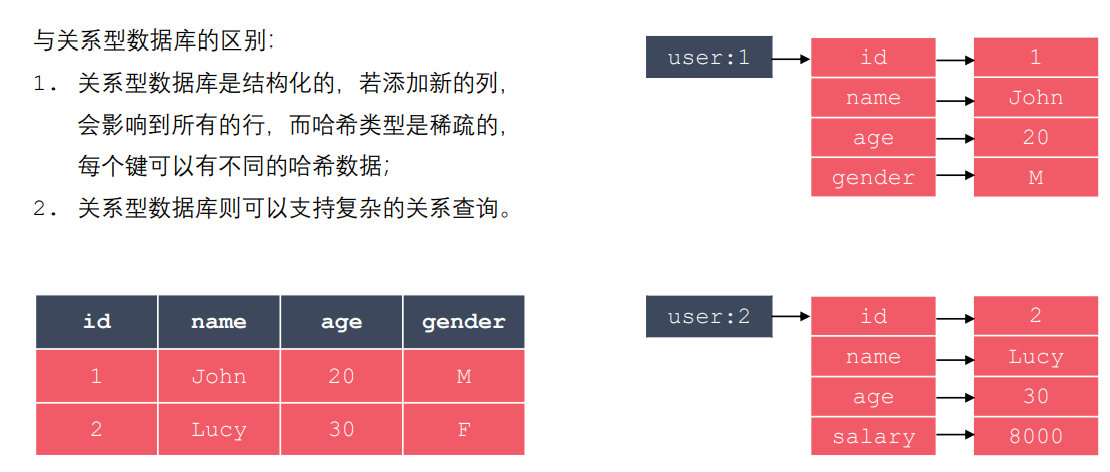 与关系型数据库的区别：
1. 关系型数据库是结构化的，若添加新的列，
会影响到所有的行，而哈希类型是稀疏的，
每个键可以有不同的哈希数据；
2. 关系型数据库则可以支持复杂的关系查询。
id name age gender
1 John 20 M
2 Lucy 30 F
user:1 id 1
name John
age 20
gender M
user:2 id 2
name Lucy
age 30
salary 8000